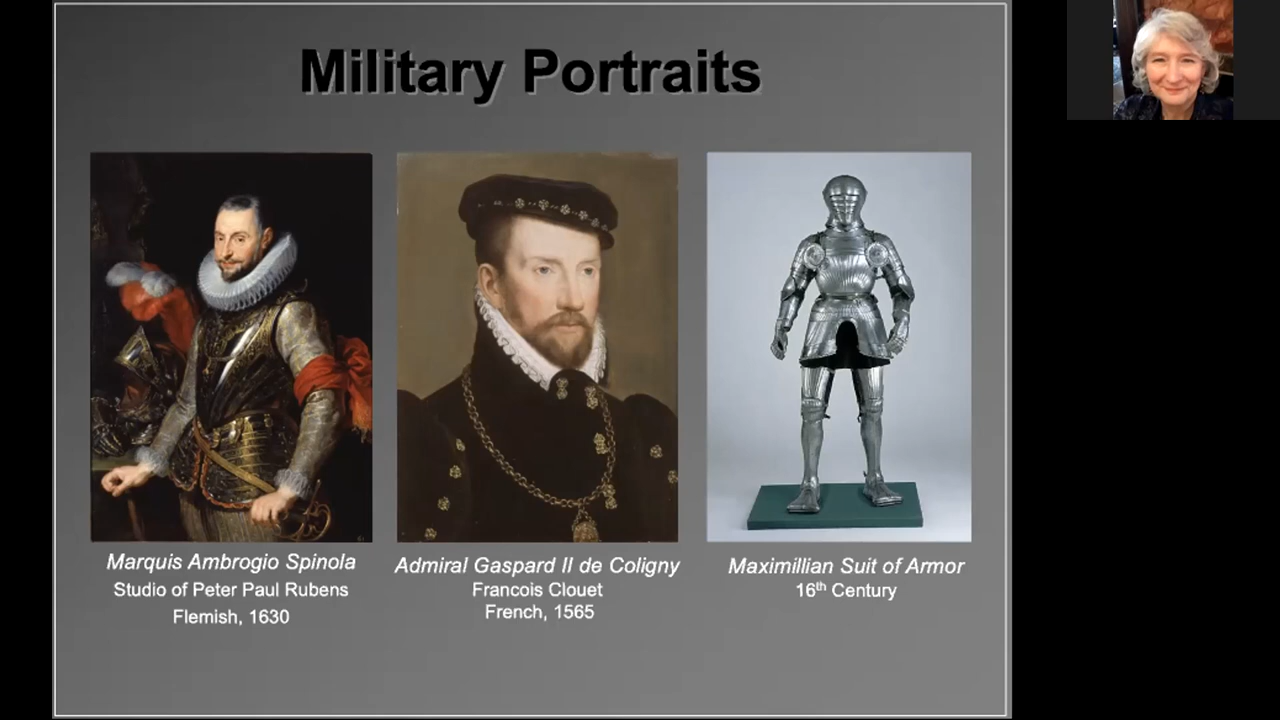 Military Portraits
Marquis Ambrogio Spinola
Studio of Peter Paul Rubens
Flemish, 1630
Admiral Gaspard II de Coligny
Francois Clouet
French, 1565
Maximillian Suit of Armor
16th Century